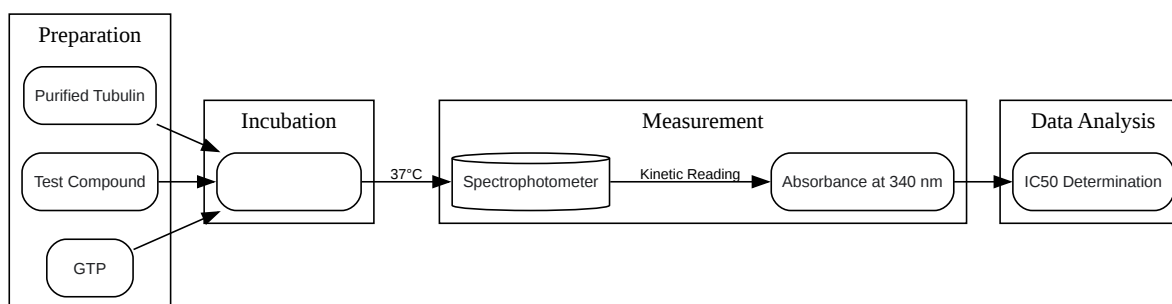 Preparation
Purified Tubulin
Test Compound
GTP
Incubation
37°C
Measurement
Spectrophotometer
Kinetic Reading
Absorbance at 340 nm
Data Analysis
IC50 Determination